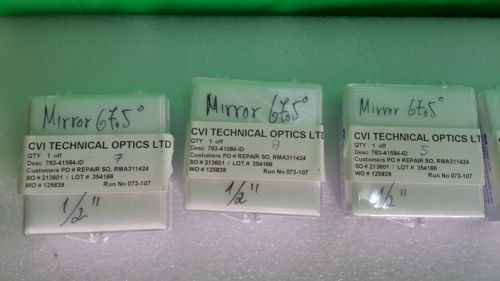 Mirror 67.5°
CVI TECHNICAL OPTICS LTD
QTY 1 off
Desc 763-41584-ID
7
Customers PO # REPAIR SO, RMA311424
SO # 213601 / LOT # 354166
WO # 125839 Run No 073-107
1/2"
Mirror 67.5°
CVI TECHNICAL OPTICS LTD
QTY 1 off
Desc 763-41584-ID
Customers PO # REPAIR SO, RMA311424
SO # 213601 / LOT # 354166
WO # 125839 Run No 073-107
1/2"
Mirror 67.5°
CVI TECHNICAL OPTICS LTD
QTY 1 off
Desc 763-41584-ID
5
Customers PO # REPAIR SO, RMA311424
SO # 213601 / LOT # 354166
WO # 125839 Run No 073-107
1/2"